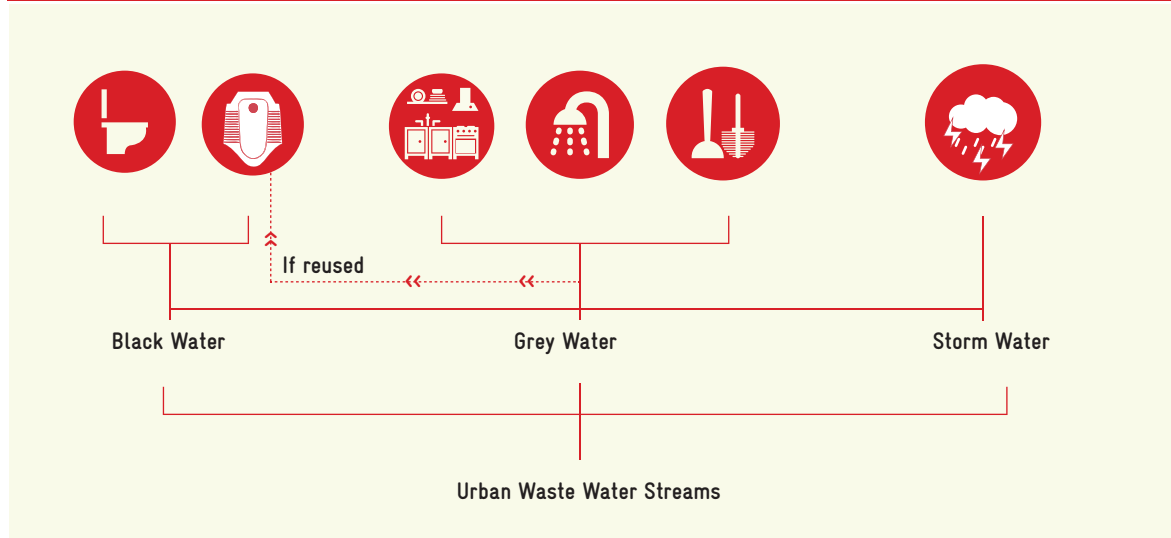 If reused
Black Water
Grey Water
Storm Water
Urban Waste Water Streams